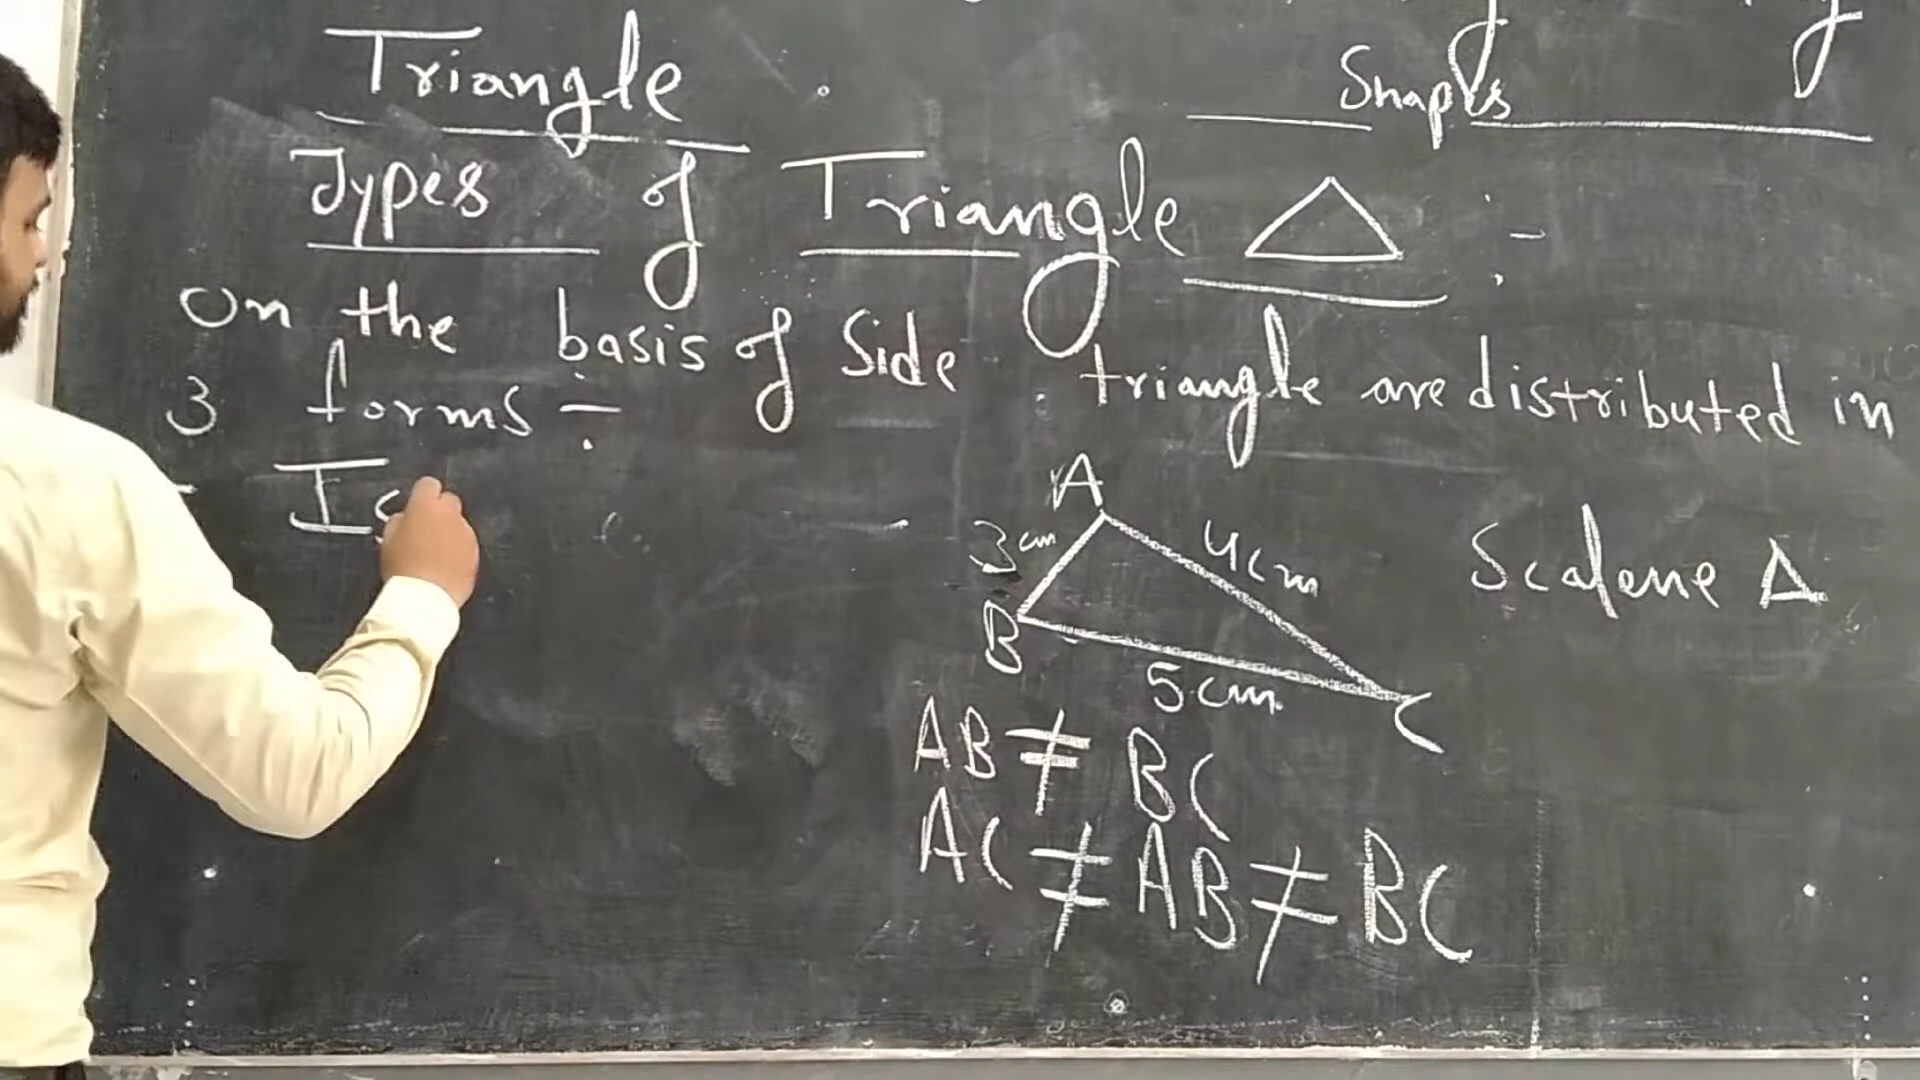 Triangle
Shapes
Types of Triangle △ :-
on the basis of Side triangle are distributed in
3 forms ÷
Is
A
3cm
4cm
Scalene Δ
B
5cm
C
AB ≠ BC
AC ≠ AB ≠ BC